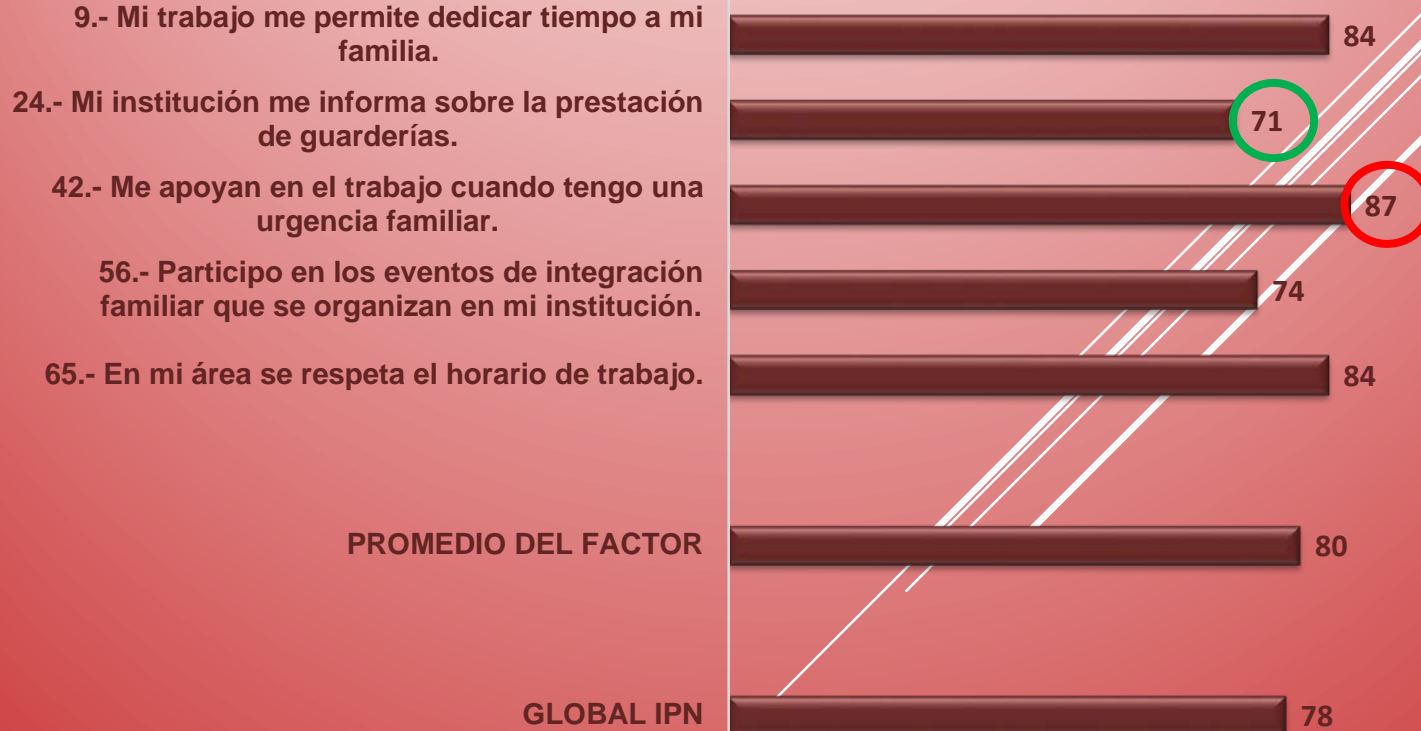 9.- Mi trabajo me permite dedicar tiempo a mi
familia.
84
24.- Mi institución me informa sobre la prestación
de guarderías.
71
42.- Me apoyan en el trabajo cuando tengo una
urgencia familiar.
87
56.- Participo en los eventos de integración
familiar que se organizan en mi institución.
74
65.- En mi área se respeta el horario de trabajo.
84
PROMEDIO DEL FACTOR
80
GLOBAL IPN
78